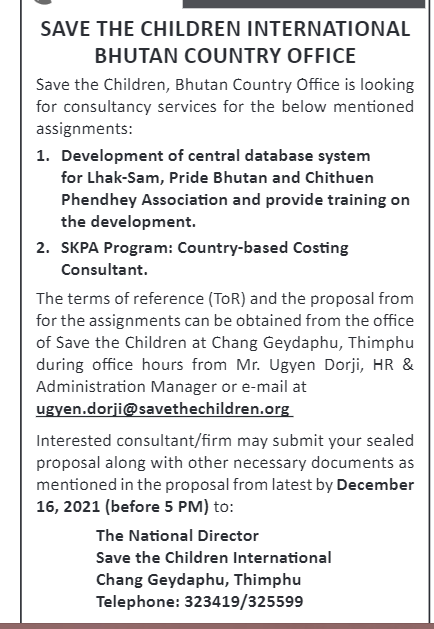 SAVE THE CHILDREN INTERNATIONAL
BHUTAN COUNTRY OFFICE
Save the Children, Bhutan Country Office is looking
for consultancy services for the below mentioned
assignments:
1. Development of central database system
for Lhak-Sam, Pride Bhutan and Chithuen
Phendhey Association and provide training on
the development.
2. SKPA Program: Country-based Costing
Consultant.
The terms of reference (ToR) and the proposal from
for the assignments can be obtained from the office
of Save the Children at Chang Geydaphu, Thimphu
during office hours from Mr. Ugyen Dorji, HR &
Administration Manager or e-mail at
ugyen.dorji@savethechildren.org
Interested consultant/firm may submit your sealed
proposal along with other necessary documents as
mentioned in the proposal from latest by December
16, 2021 (before 5 PM) to:
The National Director
Save the Children International
Chang Geydaphu, Thimphu
Telephone: 323419/325599